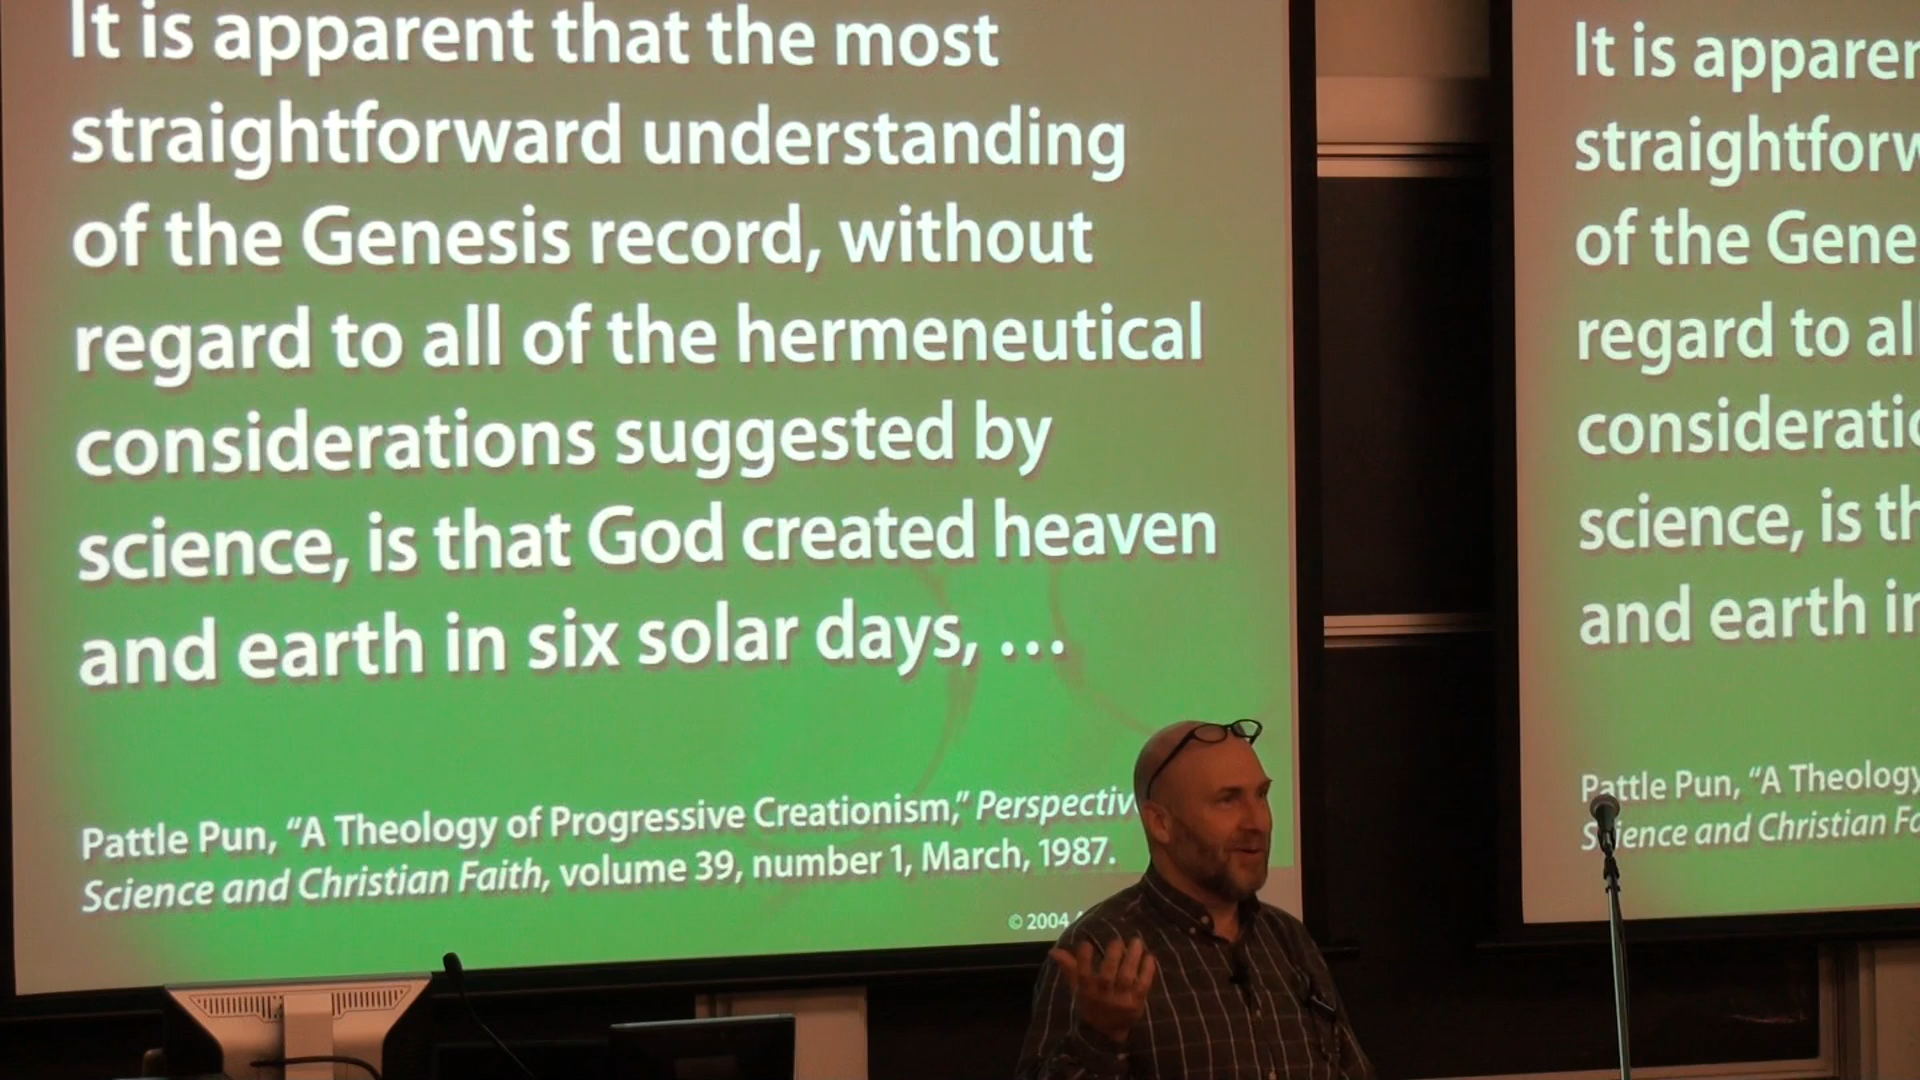 It is apparent that the most
straightforward understanding
of the Genesis record, without
regard to all of the hermeneutical
considerations suggested by
science, is that God created heaven
and earth in six solar days, ...
Pattle Pun, “A Theology of Progressive Creationism,” Perspectiv
Science and Christian Faith, volume 39, number 1, March, 1987.
© 2004
It is apparen
straightforw
of the Gene
regard to all
consideratio
science, is th
and earth in
Pattle Pun, “A Theology
Science and Christian Fa